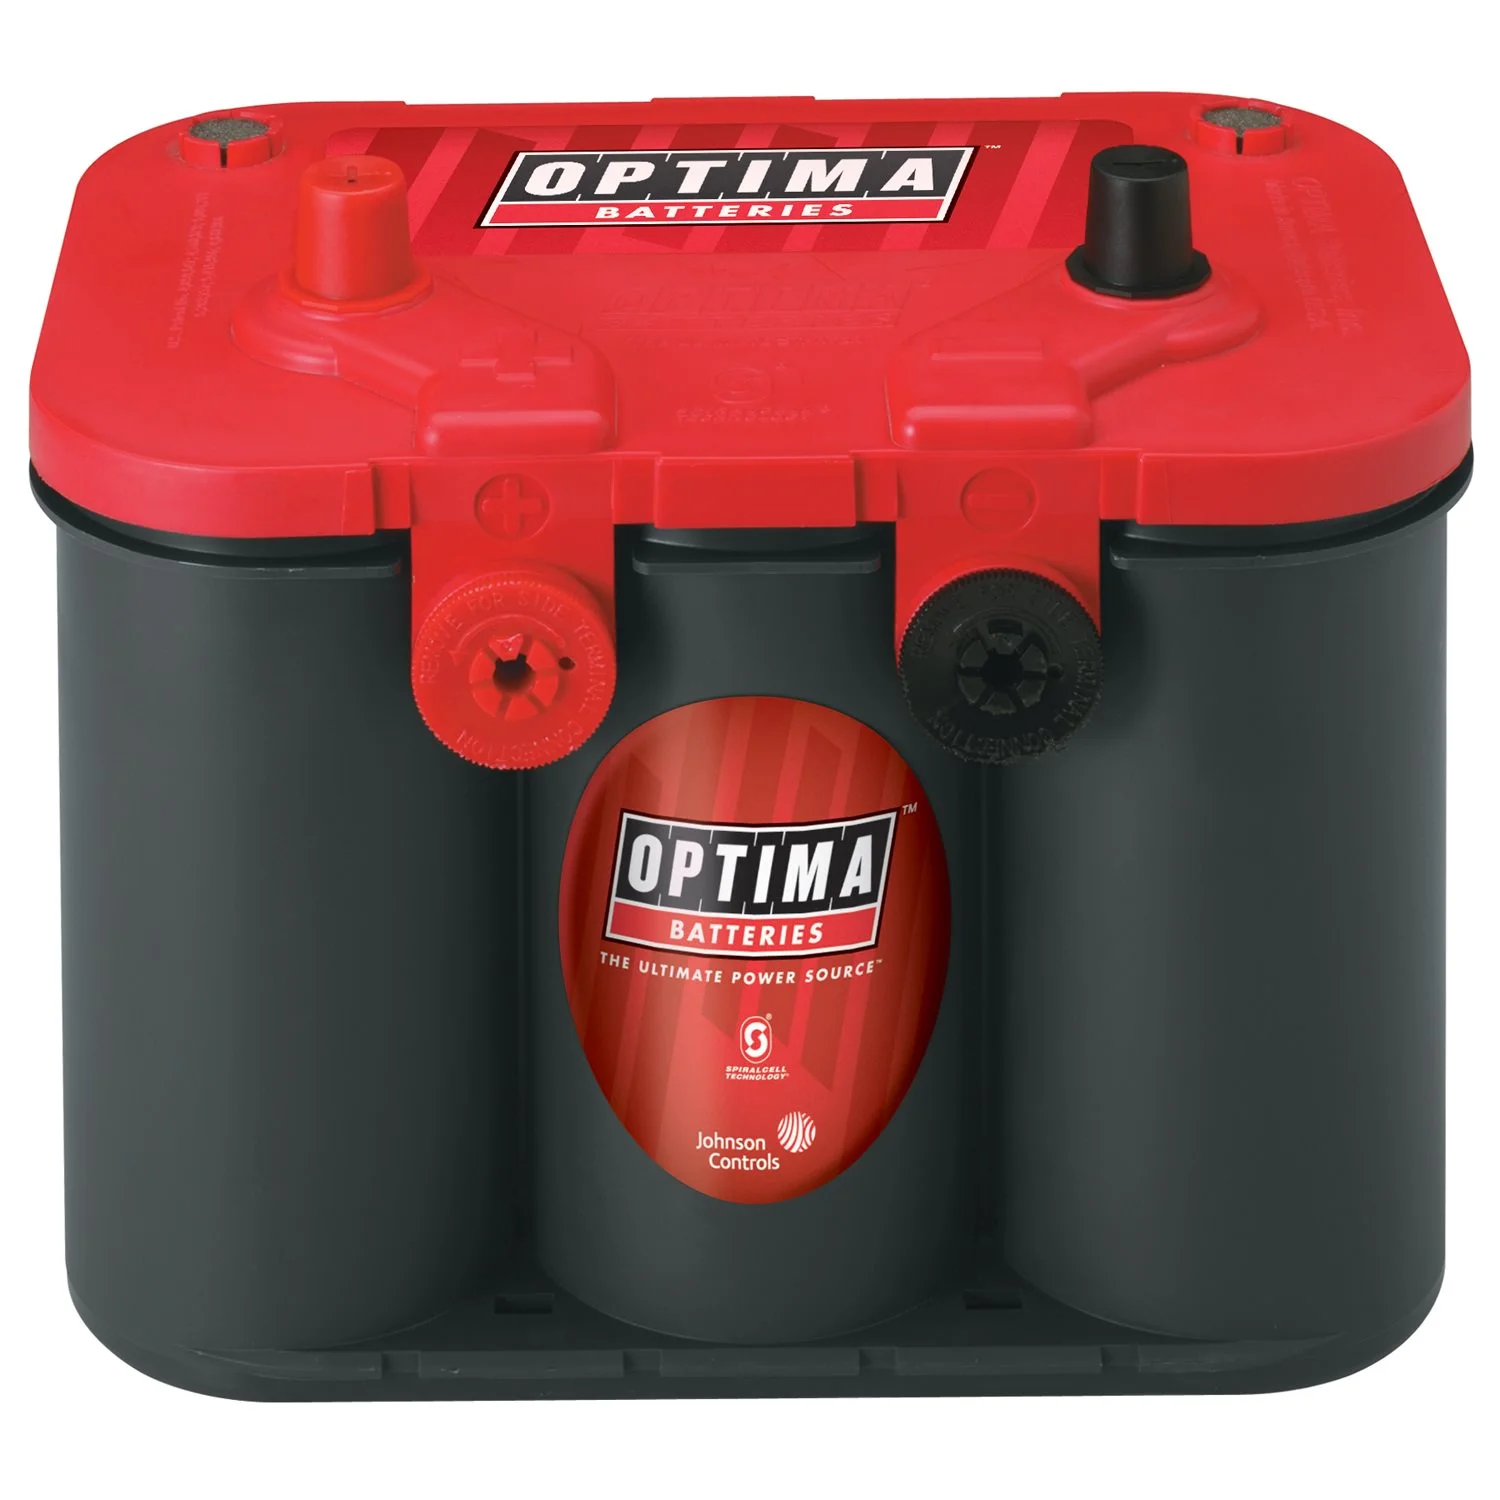 OPTIMA™
BATTERIES
REMOVE FOR SIDE TERMINAL CONNECTION
REMOVE FOR SIDE TERMINAL CONNECTION
OPTIMA™
BATTERIES
THE ULTIMATE POWER SOURCE™
S®
SPIRALCELL
TECHNOLOGY®
Johnson
Controls